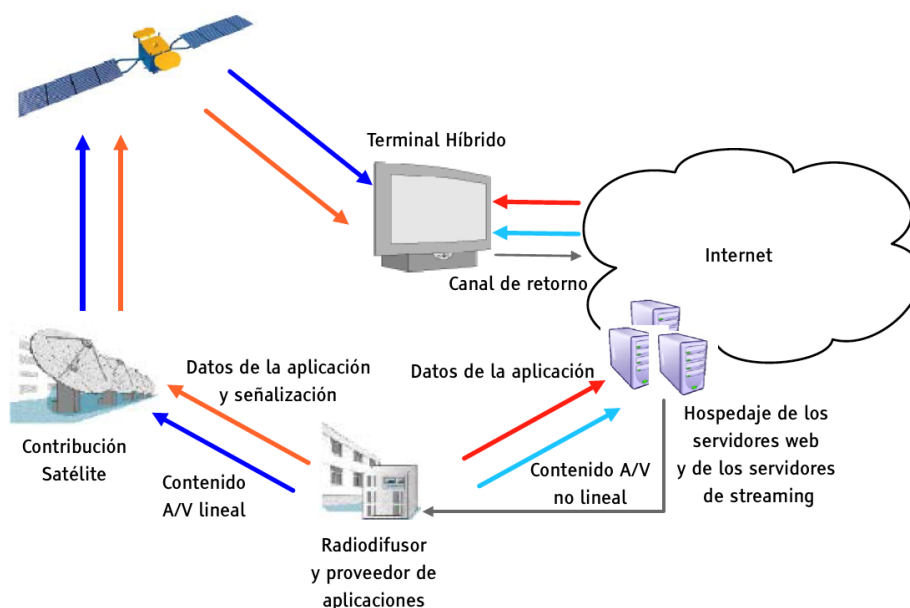 Terminal Híbrido
Internet
Canal de retorno
Datos de la aplicación
y señalización
Datos de la aplicación
Contribución
Satélite
Contenido
A/V lineal
Contenido A/V
no lineal
Hospedaje de los
servidores web
y de los servidores
de streaming
Radiodifusor
y proveedor de
aplicaciones